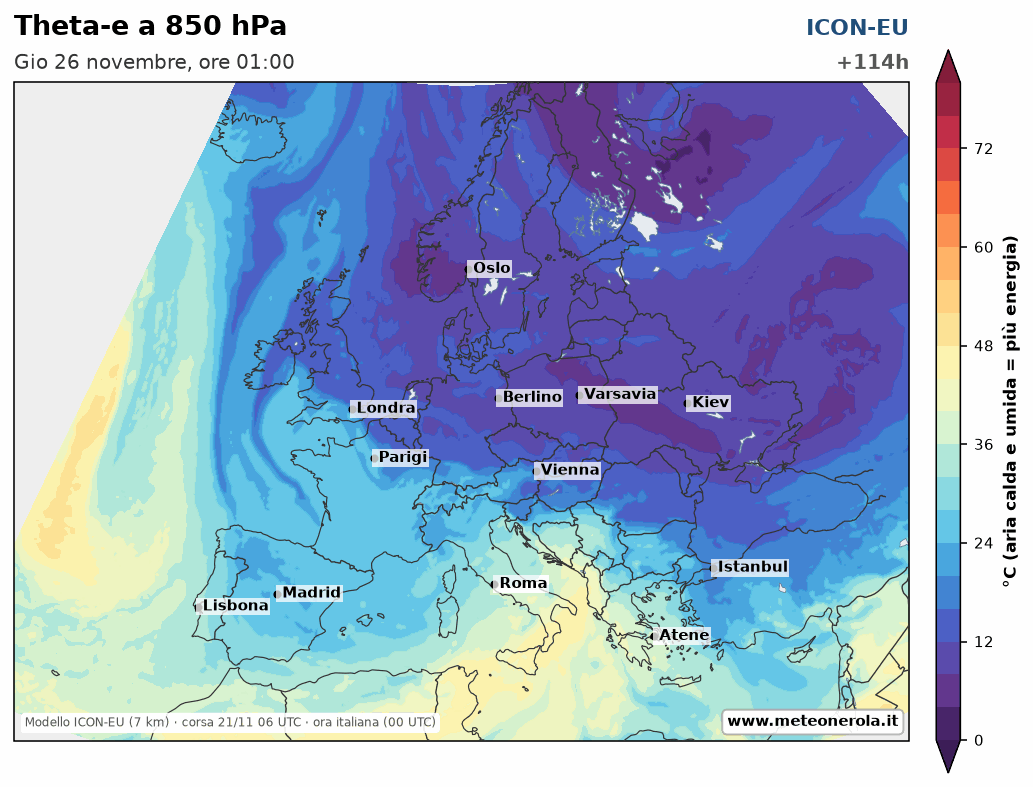 Theta-e a 850 hPa
ICON-EU
Gio 26 novembre, ore 01:00
+114h
72
60
48
36
24
12
0
°C (aria calda e umida = più energia)
Oslo
Berlino
Varsavia
Kiev
Londra
Parigi
Vienna
Istanbul
Roma
Madrid
Lisbona
Atene
Modello ICON-EU (7 km) · corsa 21/11 06 UTC · ora italiana (00 UTC)
www.meteonerola.it